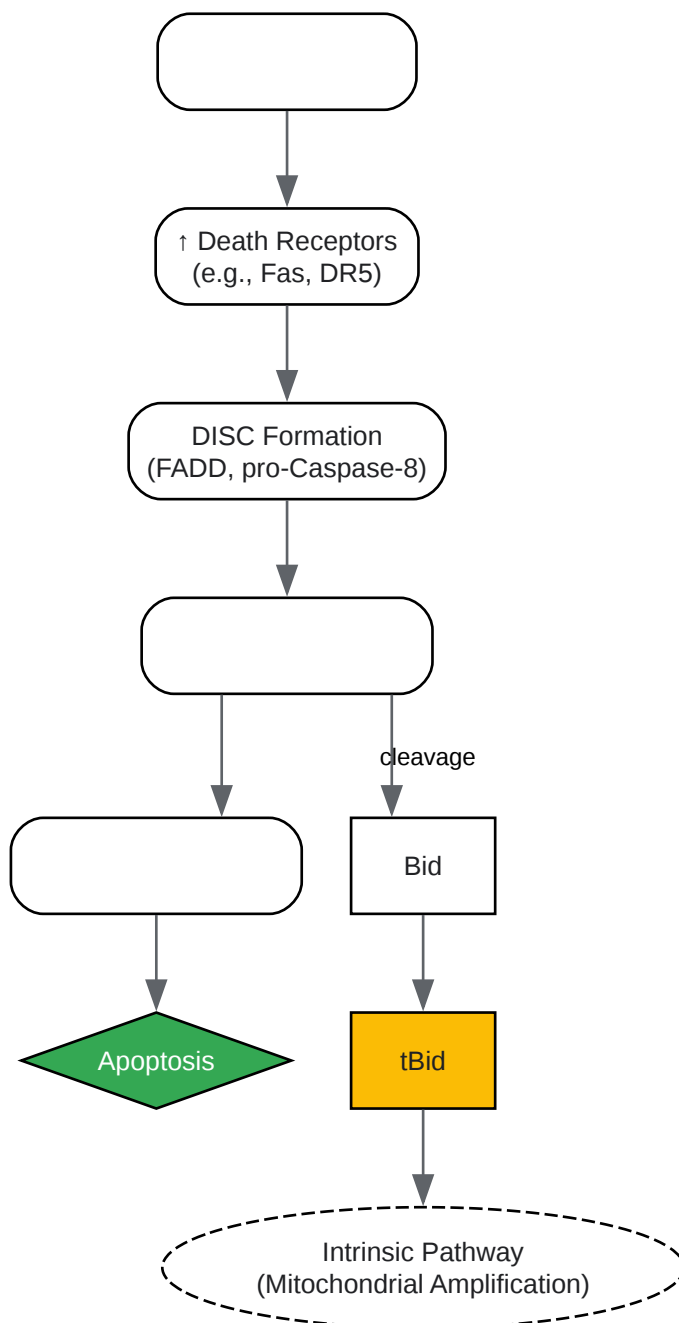 ↑ Death Receptors
(e.g., Fas, DR5)
DISC Formation
(FADD, pro-Caspase-8)
cleavage
Bid
Apoptosis
tBid
Intrinsic Pathway
(Mitochondrial Amplification)